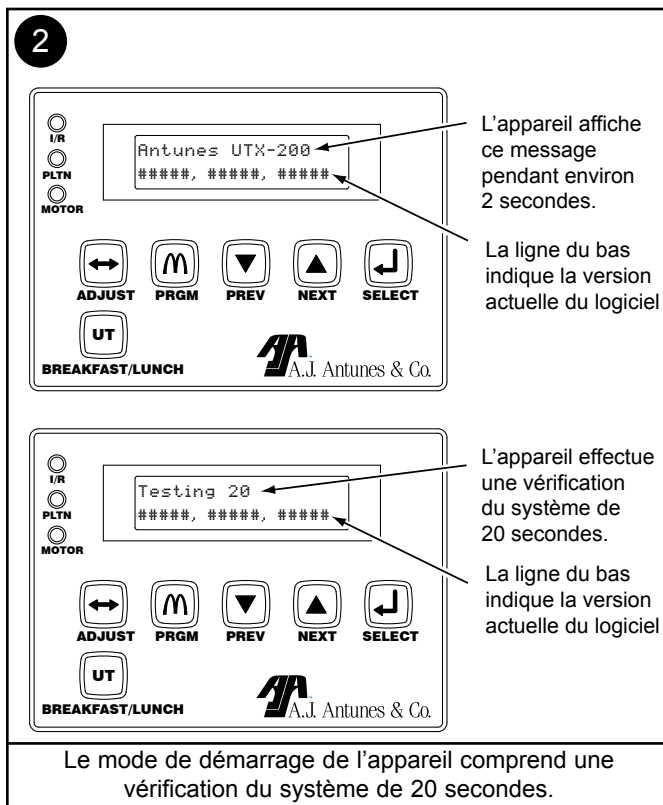 2
I/R
PLTN
MOTOR
Antunes UTX-200
#####, #####, #####
L'appareil affiche
ce message
pendant environ
2 secondes.
La ligne du bas
indique la version
actuelle du logiciel
ADJUST PRGM PREV NEXT SELECT
UT
BREAKFAST/LUNCH
AJA
A.J. Antunes & Co.
I/R
PLTN
MOTOR
Testing 20
#####, #####, #####
L'appareil effectue
une vérification
du système de
20 secondes.
La ligne du bas
indique la version
actuelle du logiciel
ADJUST PRGM PREV NEXT SELECT
UT
BREAKFAST/LUNCH
AJA
A.J. Antunes & Co.
Le mode de démarrage de l'appareil comprend une
vérification du système de 20 secondes.